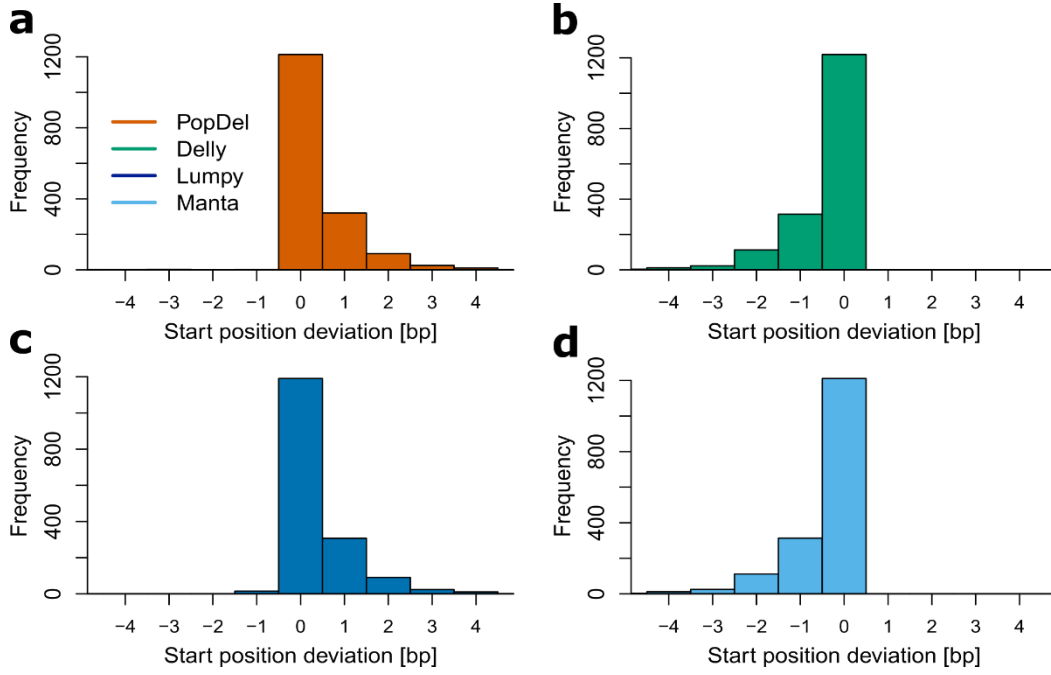 a
Frequency
0 400 800 1200
PopDel
Delly
Lumpy
Manta
−4 −3 −2 −1 0 1 2 3 4
Start position deviation [bp]
b
Frequency
0 400 800 1200
−4 −3 −2 −1 0 1 2 3 4
Start position deviation [bp]
c
Frequency
0 400 800 1200
−4 −3 −2 −1 0 1 2 3 4
Start position deviation [bp]
d
Frequency
0 400 800 1200
−4 −3 −2 −1 0 1 2 3 4
Start position deviation [bp]